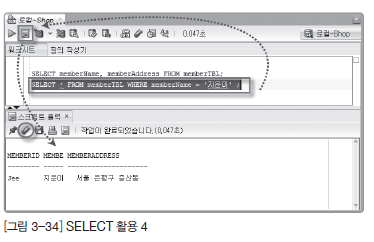 로컬-Shop
0.047초
로컬-Shop
워크시트 질의 작성기
SELECT memberName, memberAddress FROM memberTBL;
SELECT * FROM memberTBL WHERE memberName = '지운이' ;
스크립트 출력 ×
작업이 완료되었습니다.(0,047초)
MEMBERID MEMBE MEMBERADDRESS
Jee 지운이 서울 은평구 증산동
[그림 3-34] SELECT 활용 4